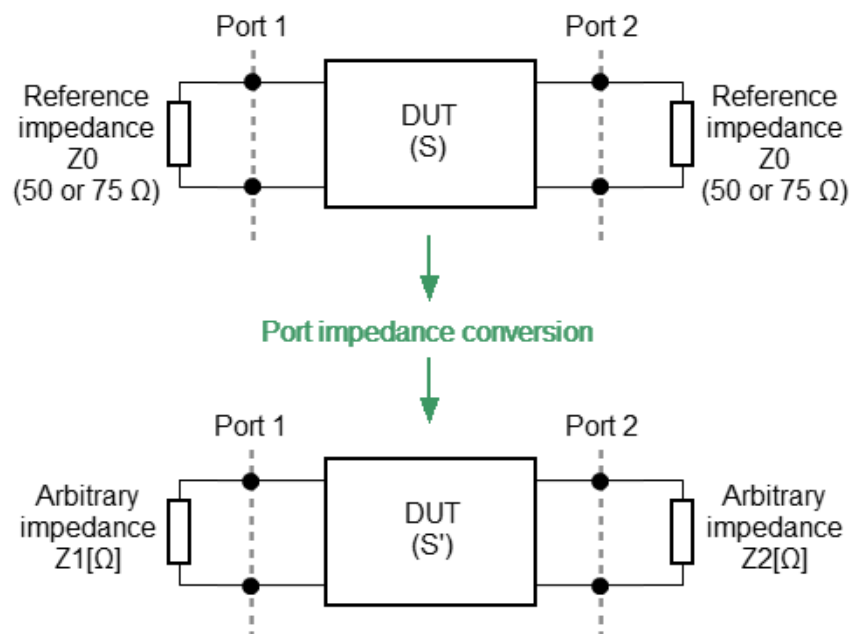 Port 1
Port 2
Reference
impedance
Z0
(50 or 75 Ω)
DUT
(S)
Reference
impedance
Z0
(50 or 75 Ω)
Port impedance conversion
Port 1
Port 2
Arbitrary
impedance
Z1[Ω]
DUT
(S')
Arbitrary
impedance
Z2[Ω]